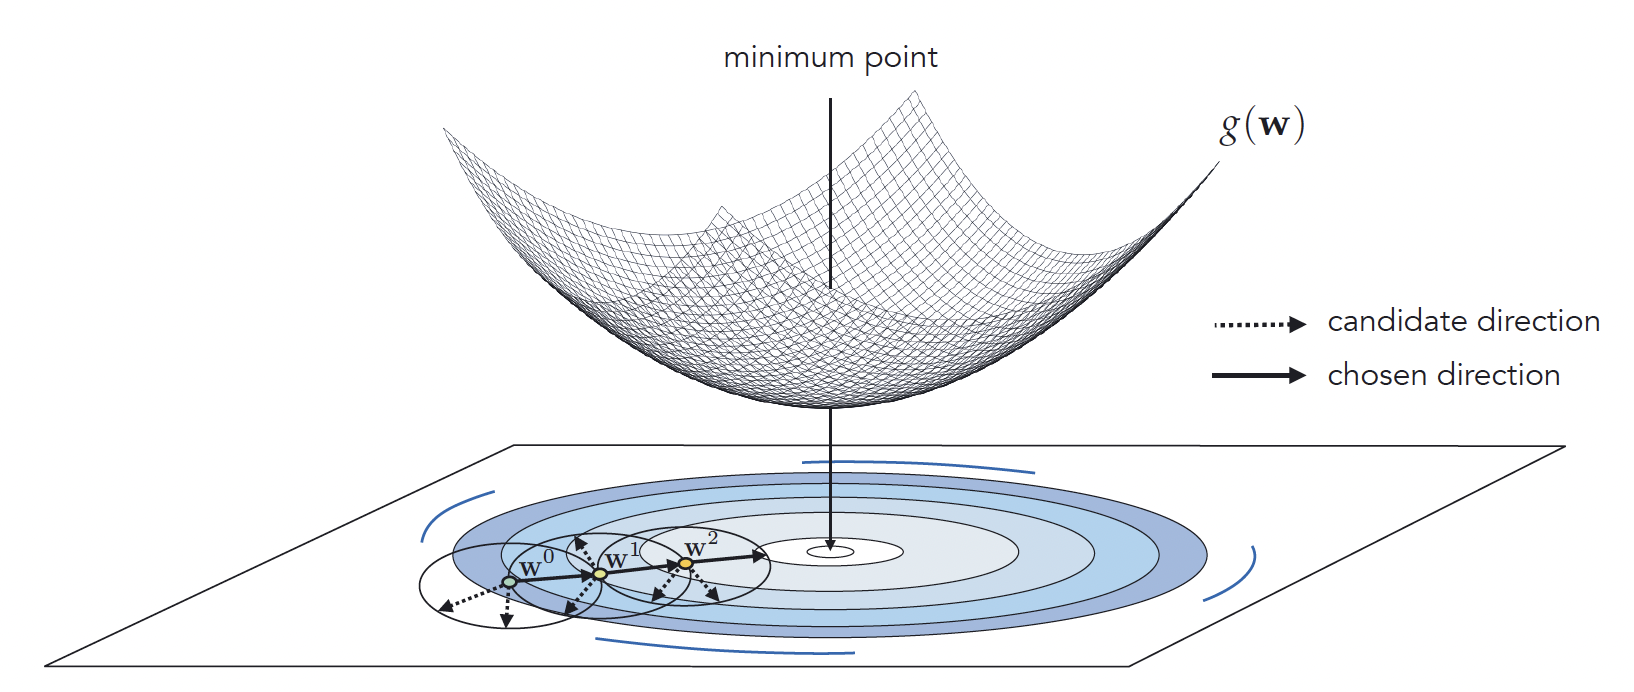 minimum point
g(w)
candidate direction
chosen direction
w⁰
w¹
w²